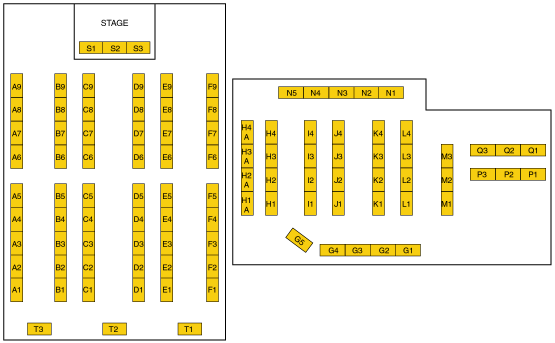 STAGE
S1 S2 S3
A9 B9 C9 D9 E9 F9
A8 B8 C8 D8 E8 F8
A7 B7 C7 D7 E7 F7
A6 B6 C6 D6 E6 F6
A5 B5 C5 D5 E5 F5
A4 B4 C4 D4 E4 F4
A3 B3 C3 D3 E3 F3
A2 B2 C2 D2 E2 F2
A1 B1 C1 D1 E1 F1
T3 T2 T1
N5 N4 N3 N2 N1
H4 A H4 I4 J4 K4 L4
H3 A H3 I3 J3 K3 L3 M3
H2 A H2 I2 J2 K2 L2 M2
H1 A H1 I1 J1 K1 L1 M1
Q3 Q2 Q1
P3 P2 P1
G5 G4 G3 G2 G1